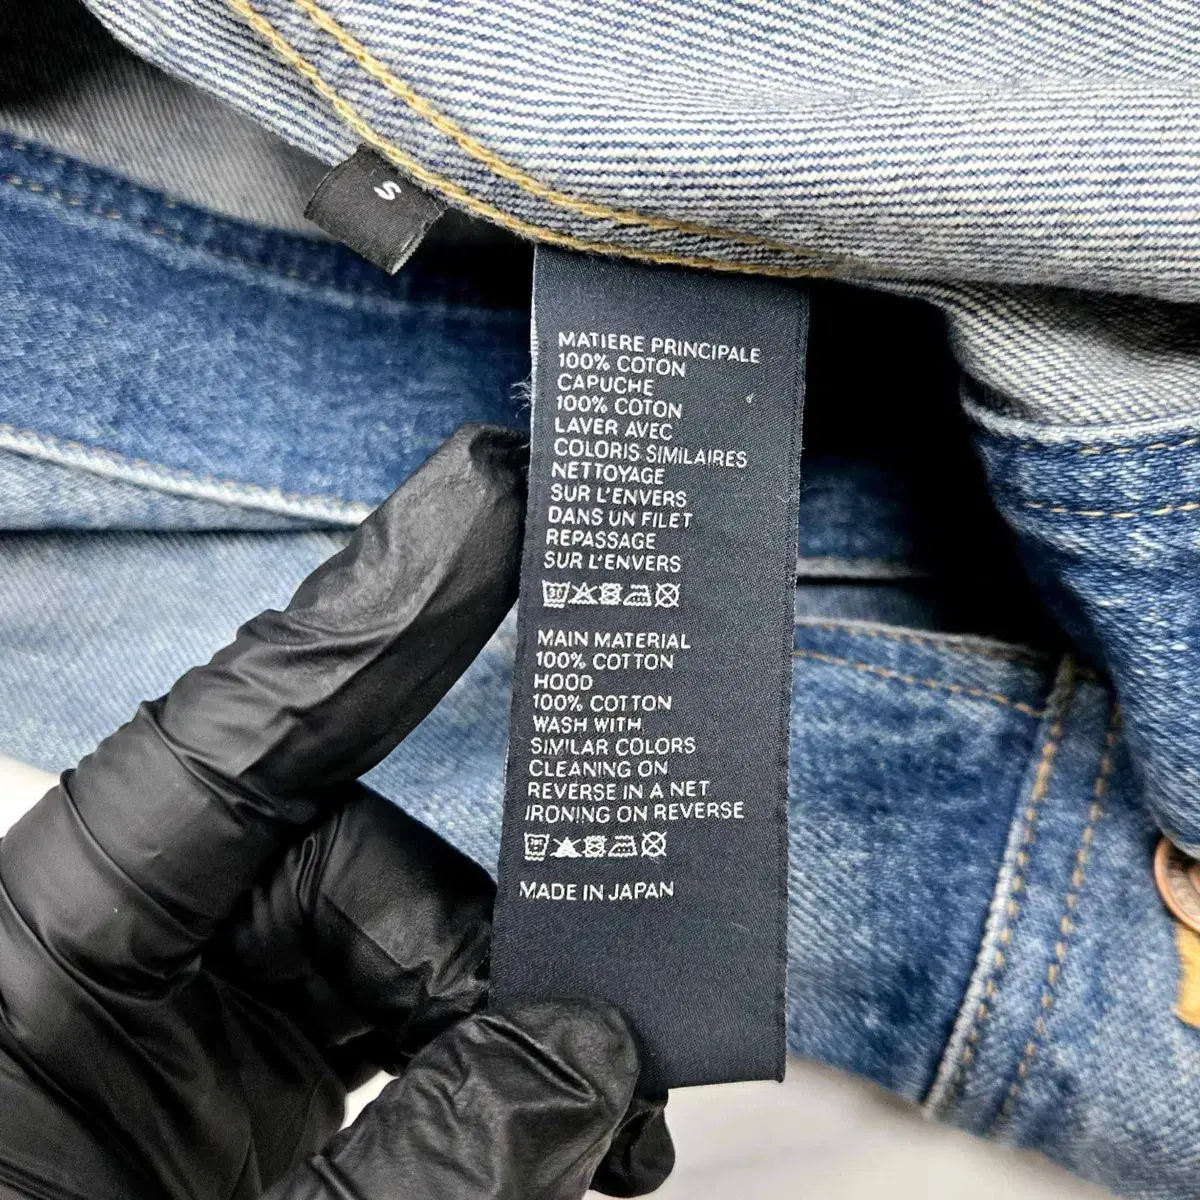 S
MATIERE PRINCIPALE
100% COTON
CAPUCHE
100% COTON
LAVER AVEC
COLORIS SIMILAIRES
NETTOYAGE
SUR L'ENVERS
DANS UN FILET
REPASSAGE
SUR L'ENVERS
30
MAIN MATERIAL
100% COTTON
HOOD
100% COTTON
WASH WITH
SIMILAR COLORS
CLEANING ON
REVERSE IN A NET
IRONING ON REVERSE
30
MADE IN JAPAN